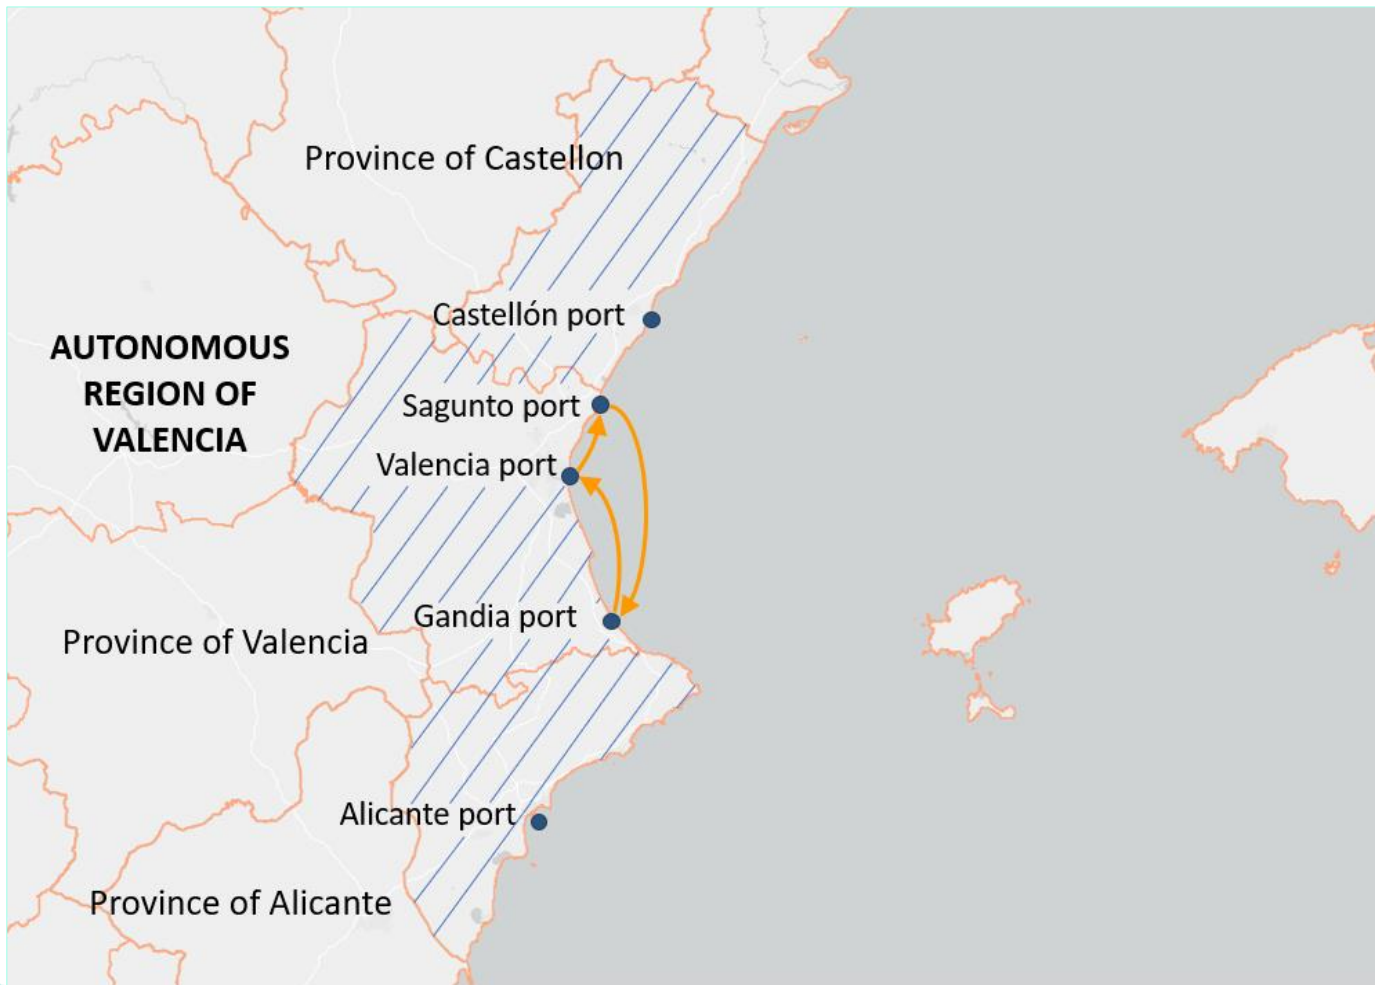 Province of Castellon
Castellón port
AUTONOMOUS
REGION OF
VALENCIA
Sagunto port
Valencia port
Gandia port
Province of Valencia
Alicante port
Province of Alicante